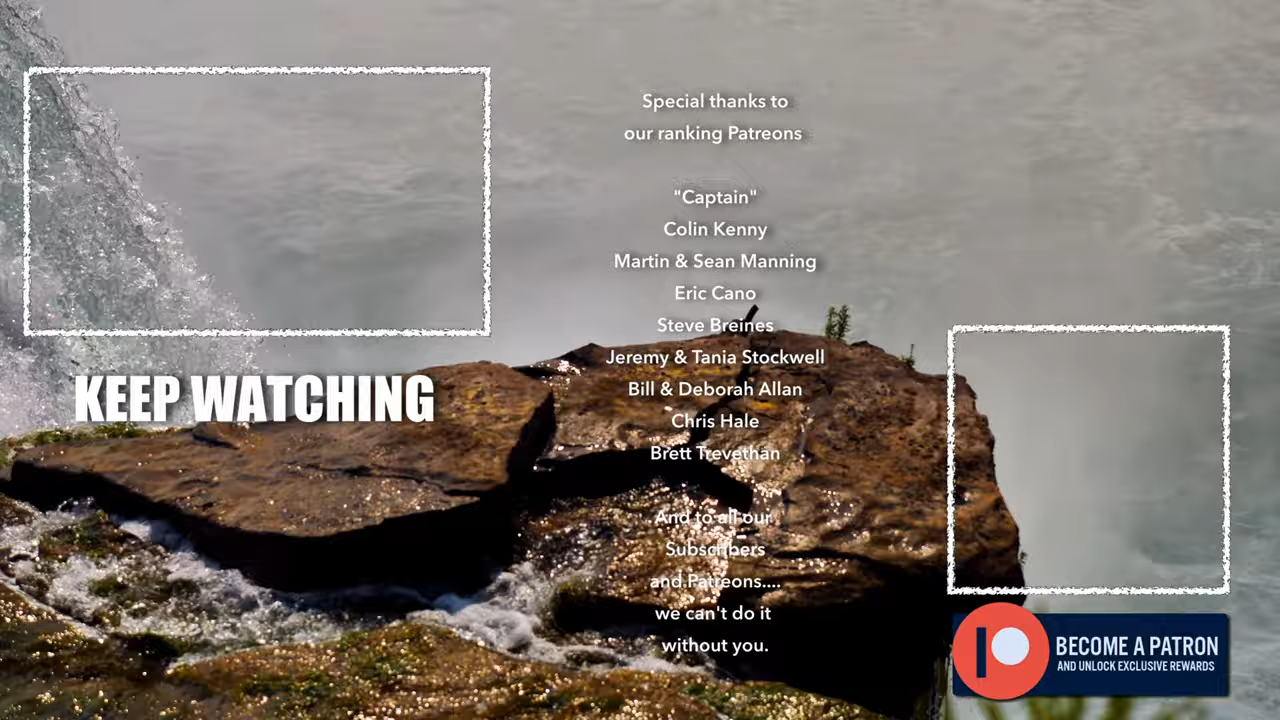 Special thanks to
our ranking Patreons
"Captain"
Colin Kenny
Martin & Sean Manning
Eric Cano
Steve Breines
Jeremy & Tania Stockwell
Bill & Deborah Allan
Chris Hale
Brett Trevethan
And to all our
Subscribers
and Patreons....
we can't do it
without you.
KEEP WATCHING
BECOME A PATRON
AND UNLOCK EXCLUSIVE REWARDS